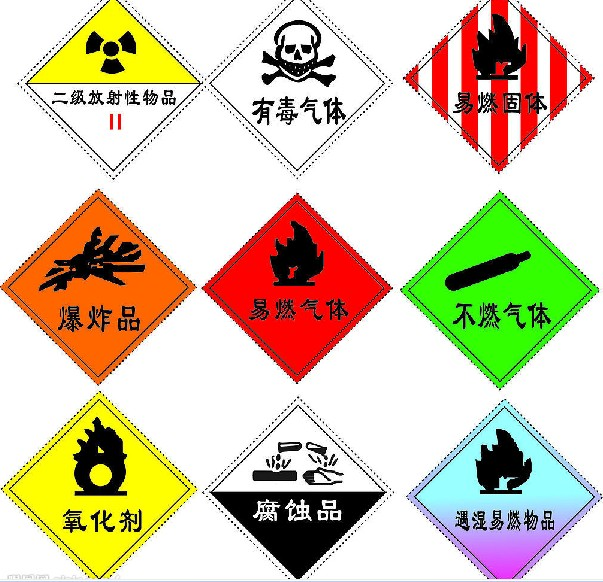 二级放射性物品
II
有毒气体
易燃固体
爆炸品
易燃气体
不燃气体
氧化剂
腐蚀品
遇湿易燃物品